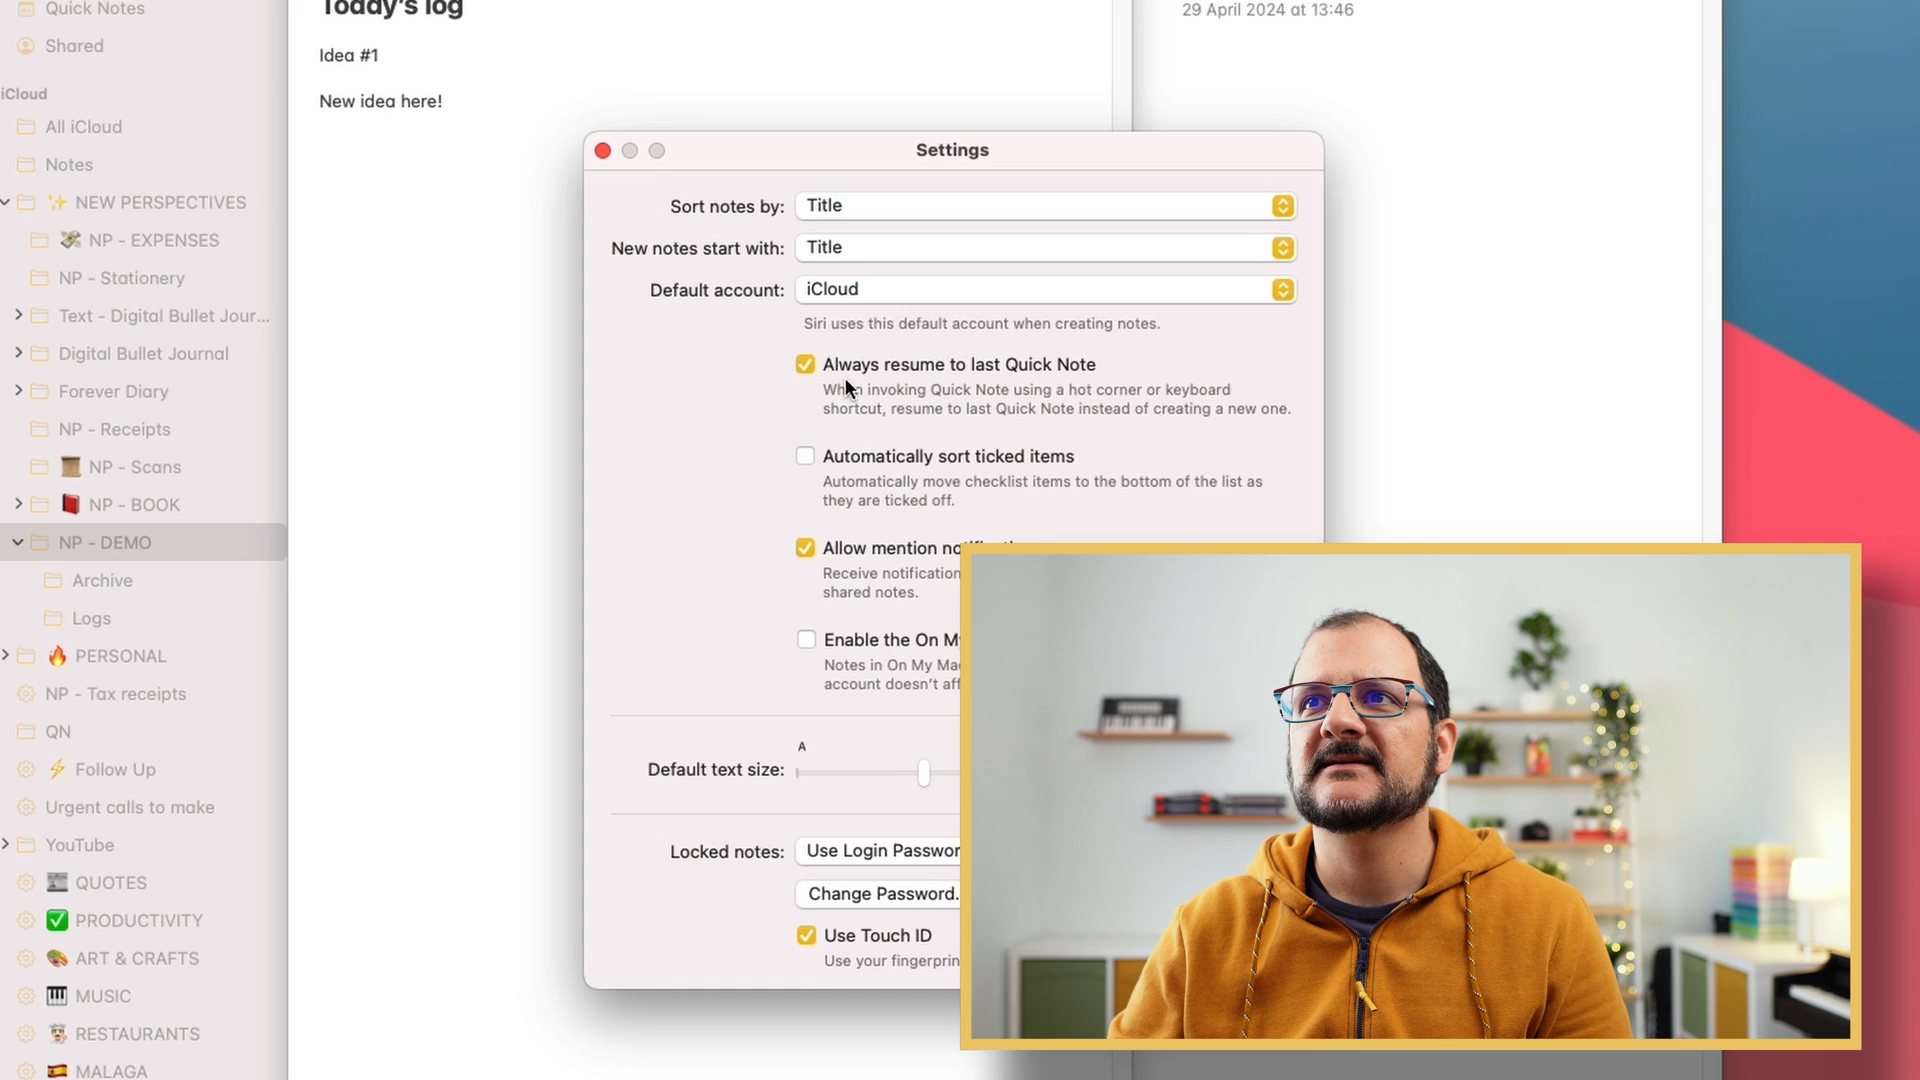 Quick Notes
Shared
iCloud
All iCloud
Notes
NEW PERSPECTIVES
NP - EXPENSES
NP - Stationery
Text - Digital Bullet Jour...
Digital Bullet Journal
Forever Diary
NP - Receipts
NP - Scans
NP - BOOK
NP - DEMO
Archive
Logs
PERSONAL
NP - Tax receipts
QN
Follow Up
Urgent calls to make
YouTube
QUOTES
PRODUCTIVITY
ART & CRAFTS
MUSIC
RESTAURANTS
MALAGA
Today's log
Idea #1
New idea here!
29 April 2024 at 13:46
Settings
Sort notes by: Title
New notes start with: Title
Default account: iCloud
Siri uses this default account when creating notes.
Always resume to last Quick Note
When invoking Quick Note using a hot corner or keyboard
shortcut, resume to last Quick Note instead of creating a new one.
Automatically sort ticked items
Automatically move checklist items to the bottom of the list as
they are ticked off.
Allow mention
Receive notification
shared notes.
Enable the On My
Notes in On My Mac
account doesn't
A
Default text size:
Locked notes: Use Login
Change Password.
Use Touch ID
Use your